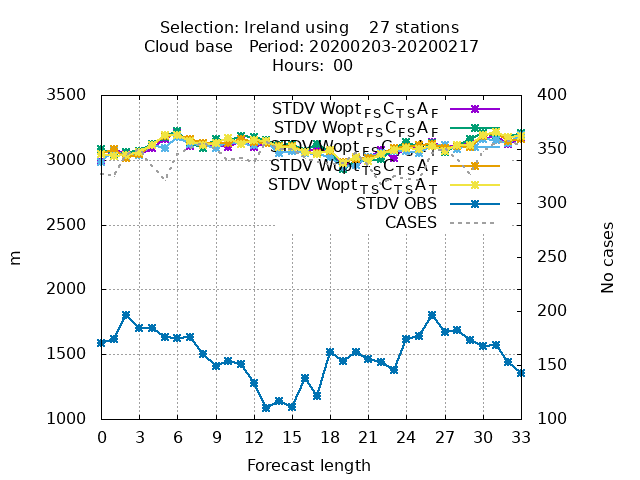 Selection: Ireland using 27 stations
Cloud base Period: 20200203-20200217
Hours: 00
3500 400
STDV Wopt_FS C_TS A_F
STDV Wopt_FS C_FS A_F
STDV Wopt
3000 350
STDV Wopt_TS C_TS A_F
STDV Wopt_TS C_TS A_T
STDV OBS
300
CASES
2500
m
No cases
250
2000
200
1500
150
1000 100
0 3 6 9 12 15 18 21 24 27 30 33
Forecast length